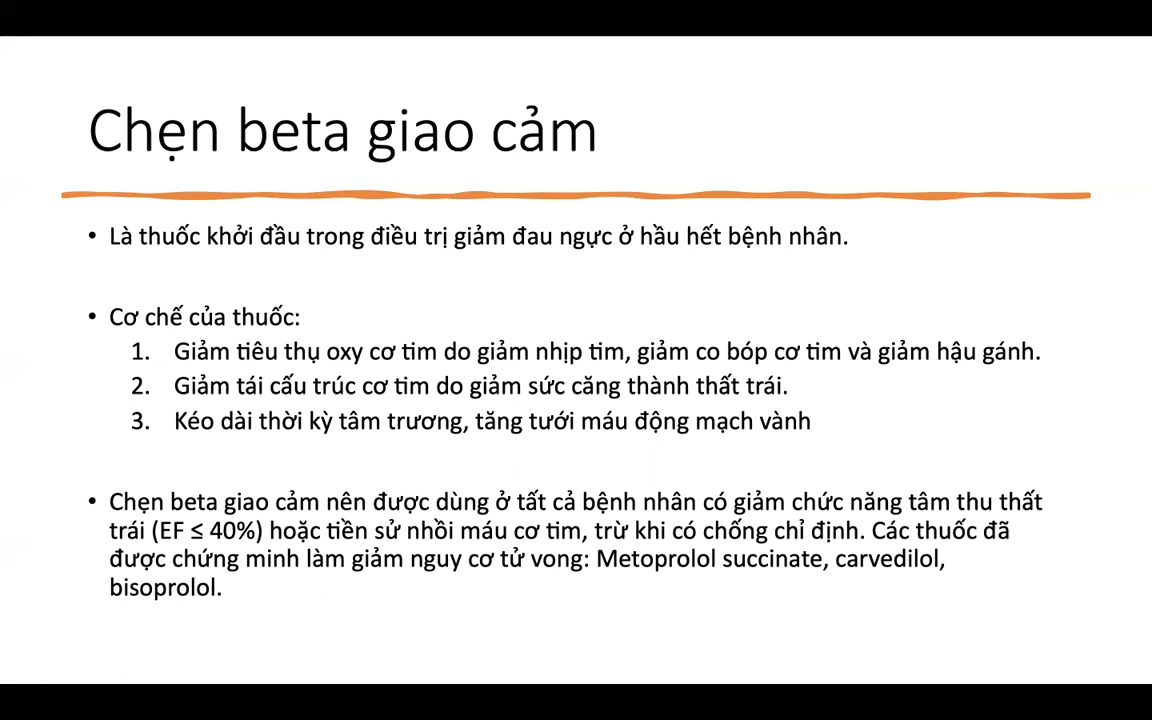 Chẹn beta giao cảm
• Là thuốc khởi đầu trong điều trị giảm đau ngực ở hầu hết bệnh nhân.
• Cơ chế của thuốc:
1. Giảm tiêu thụ oxy cơ tim do giảm nhịp tim, giảm co bóp cơ tim và giảm hậu gánh.
2. Giảm tái cấu trúc cơ tim do giảm sức căng thành thất trái.
3. Kéo dài thời kỳ tâm trương, tăng tưới máu động mạch vành
• Chẹn beta giao cảm nên được dùng ở tất cả bệnh nhân có giảm chức năng tâm thu thất
trái (EF ≤ 40%) hoặc tiền sử nhồi máu cơ tim, trừ khi có chống chỉ định. Các thuốc đã
được chứng minh làm giảm nguy cơ tử vong: Metoprolol succinate, carvedilol,
bisoprolol.